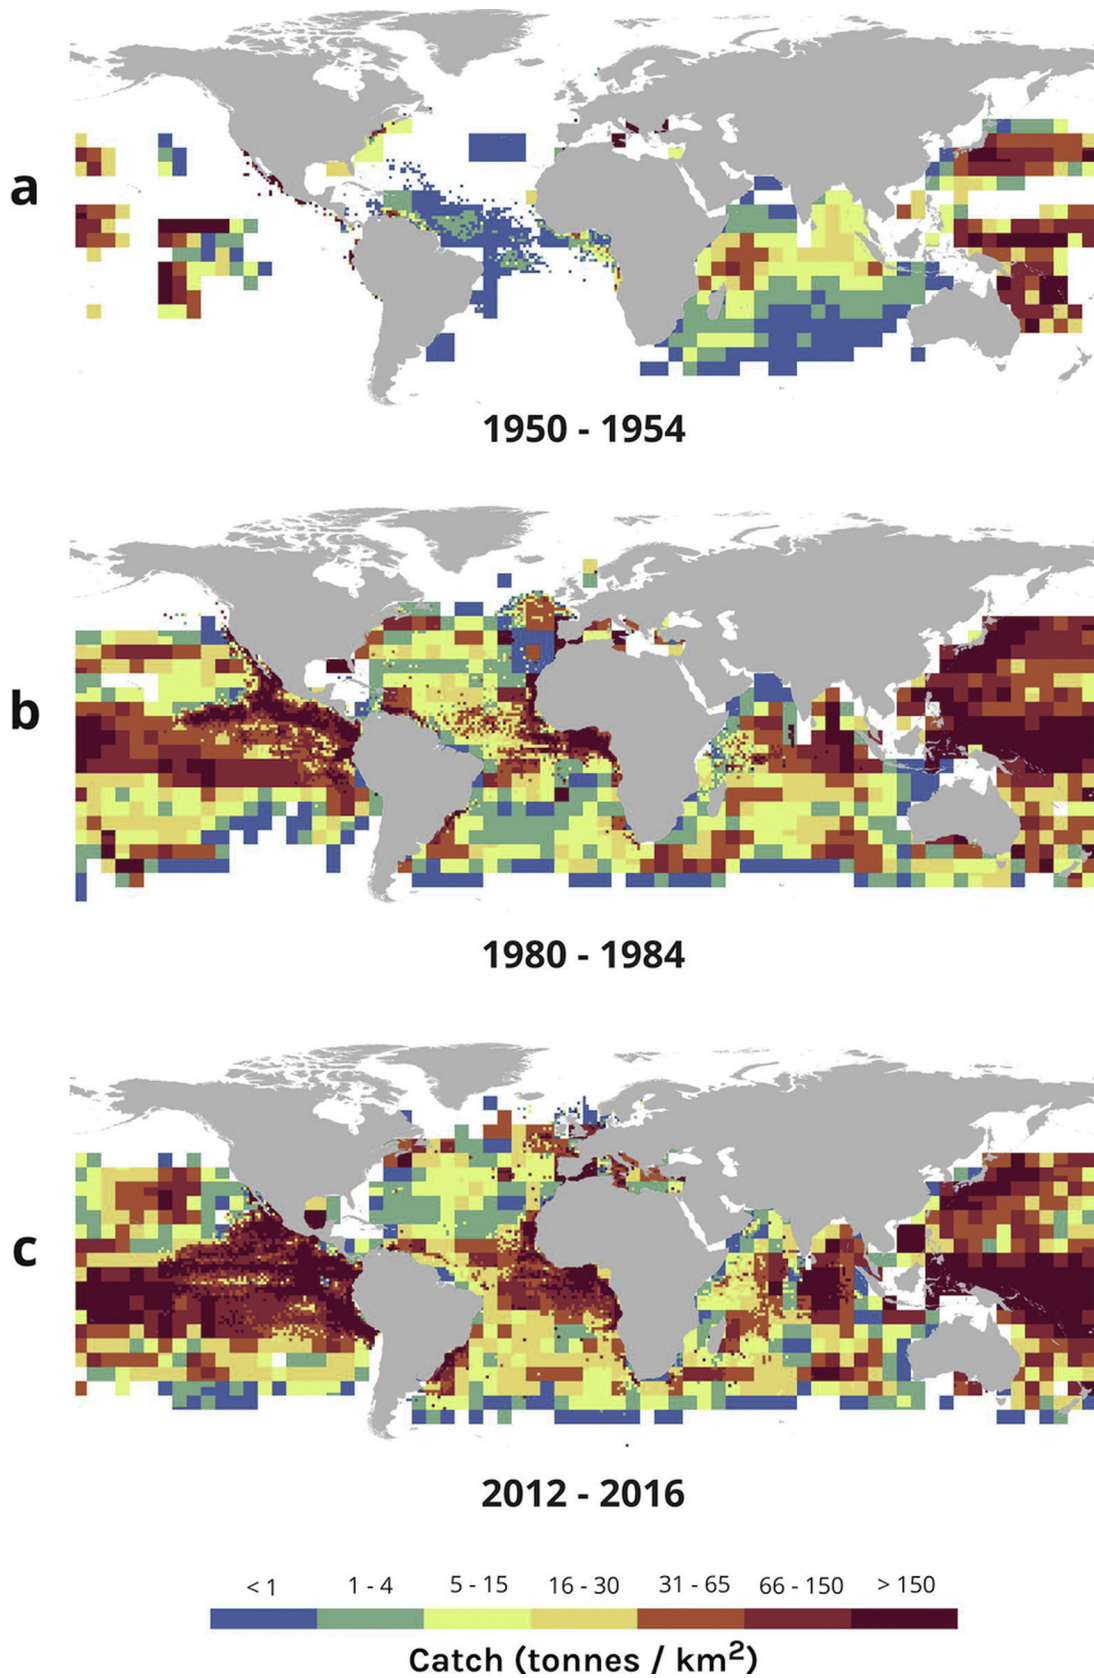 a
1950 - 1954
b
1980 - 1984
c
2012 - 2016
< 1 1 - 4 5 - 15 16 - 30 31 - 65 66 - 150 > 150
Catch (tonnes / km²)